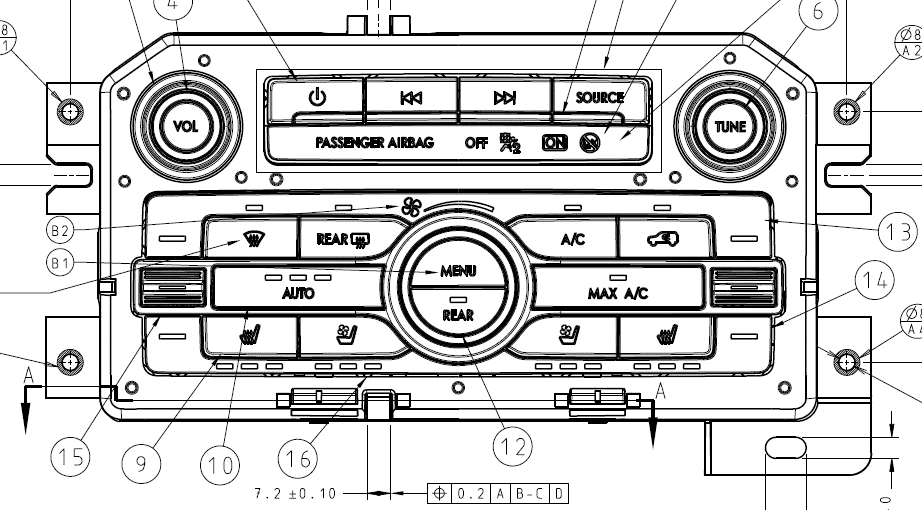 4
6
Ø8
A 2
VOL
SOURCE
TUNE
PASSENGER AIRBAG OFF ON
B2
13
REAR
A/C
B1
MENU
AUTO
MAX A/C
14
REAR
A
A
15
9
10
16
12
7.2 ±0.10
0.2 A B-C D